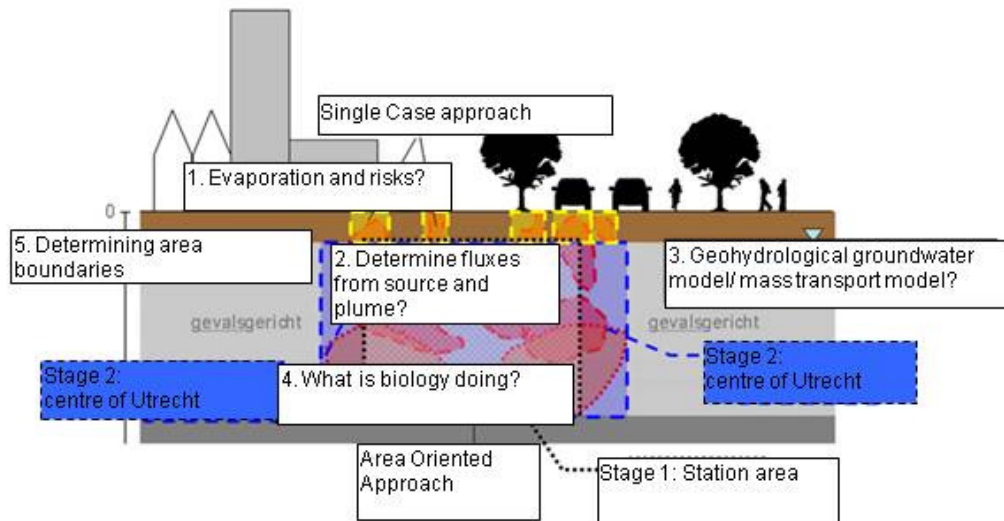 Single Case approach
1. Evaporation and risks?
0
5. Determining area
boundaries
2. Determine fluxes
from source and
plume?
3. Geohydrological groundwater
model/ mass transport model?
gevalsgericht
gevalsgericht
Stage 2:
centre of Utrecht
Stage 2:
centre of Utrecht
4. What is biology doing?
Area Oriented
Approach
Stage 1: Station area